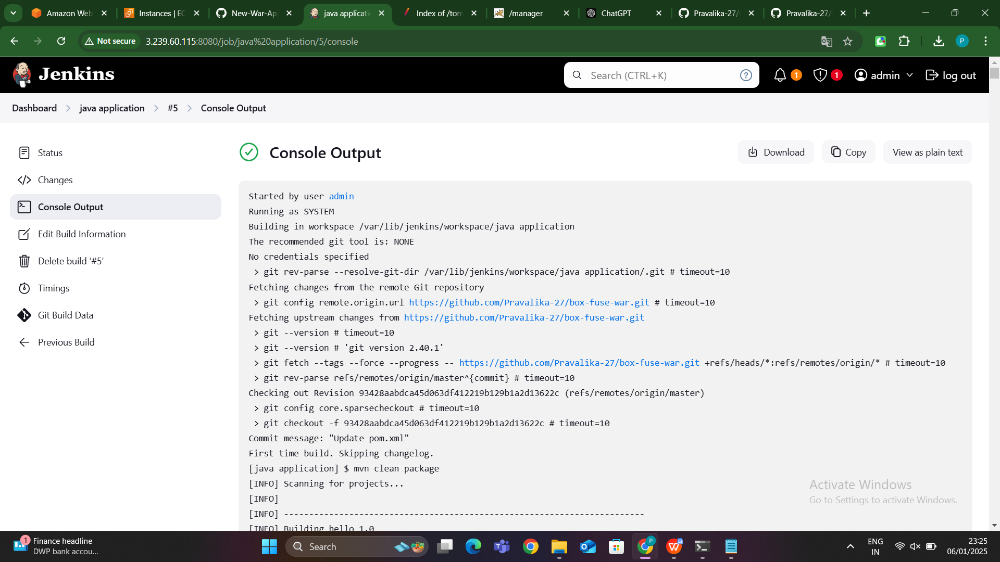 Amazon Web
Instances | EC
New-War-Ap
java applicati
Index of /tom
/manager
ChatGPT
Pravalika-27/
Pravalika-27/
Not secure
3.239.60.115:8080/job/java%20application/5/console
P
Jenkins
Search (CTRL+K)
?
1
1
admin
log out
Dashboard
java application
#5
Console Output
Status
Changes
Console Output
Edit Build Information
Delete build ‘#5’
Timings
Git Build Data
Previous Build
Console Output
Download
Copy
View as plain text
Started by user admin
Running as SYSTEM
Building in workspace /var/lib/jenkins/workspace/java application
The recommended git tool is: NONE
No credentials specified
> git rev-parse --resolve-git-dir /var/lib/jenkins/workspace/java application/.git # timeout=10
Fetching changes from the remote Git repository
> git config remote.origin.url https://github.com/Pravalika-27/box-fuse-war.git # timeout=10
Fetching upstream changes from https://github.com/Pravalika-27/box-fuse-war.git
> git --version # timeout=10
> git --version # 'git version 2.40.1'
> git fetch --tags --force --progress -- https://github.com/Pravalika-27/box-fuse-war.git +refs/heads/*:refs/remotes/origin/* # timeout=10
> git rev-parse refs/remotes/origin/master^{commit} # timeout=10
Checking out Revision 93428aabdca45d063df412219b129b1a2d13622c (refs/remotes/origin/master)
> git config core.sparsecheckout # timeout=10
> git checkout -f 93428aabdca45d063df412219b129b1a2d13622c # timeout=10
Commit message: "Update pom.xml"
First time build. Skipping changelog.
[java application] $ mvn clean package
[INFO] Scanning for projects...
[INFO]
[INFO] ------------------------------------------------------------------------
[INFO] Building hello 1.0
Activate Windows
Go to Settings to activate Windows.
1
Finance headline
DWP bank accou...
Search
P
ENG
IN
23:25
06/01/2025